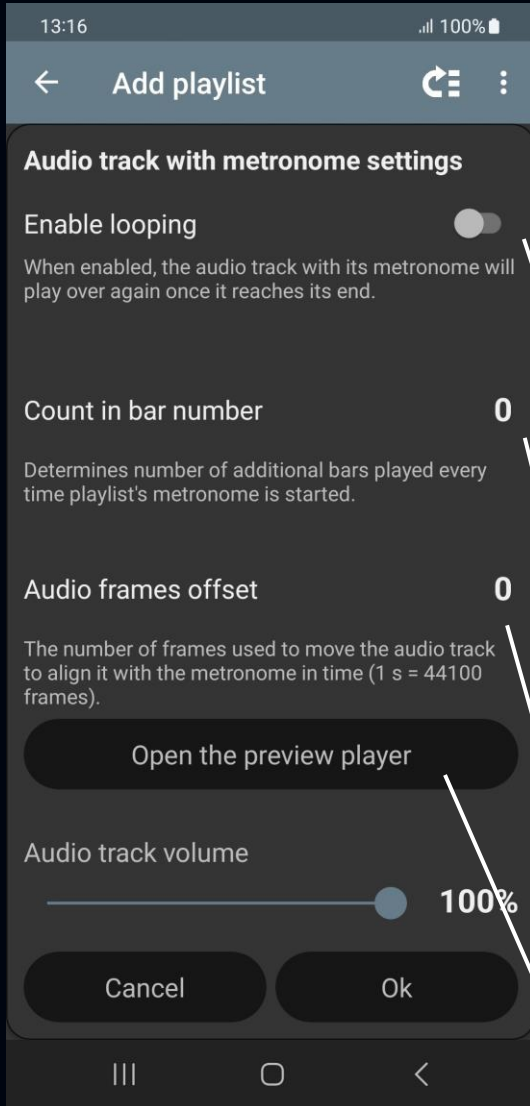 13:16 100%
Add playlist
Audio track with metronome settings
Enable looping
When enabled, the audio track with its metronome will
play over again once it reaches its end.
Count in bar number 0
Determines number of additional bars played every
time playlist's metronome is started.
Audio frames offset 0
The number of frames used to move the audio track
to align it with the metronome in time (1 s = 44100
frames).
Open the preview player
Audio track volume
100%
Cancel Ok